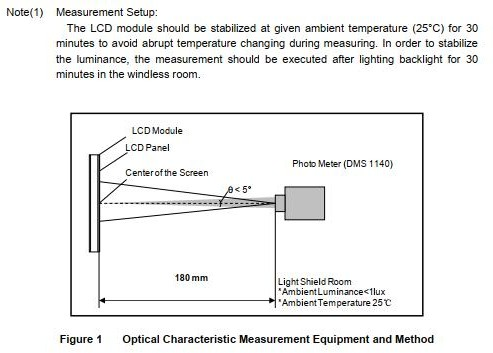 Note(1) Measurement Setup:
The LCD module should be stabilized at given ambient temperature (25°C) for 30
minutes to avoid abrupt temperature changing during measuring. In order to stabilize
the luminance, the measurement should be executed after lighting backlight for 30
minutes in the windless room.
LCD Module
LCD Panel
Center of the Screen
Photo Meter (DMS 1140)
θ < 5°
180 mm
Light Shield Room
*Ambient Luminance<1lux
*Ambient Temperature 25℃
Figure 1 Optical Characteristic Measurement Equipment and Method